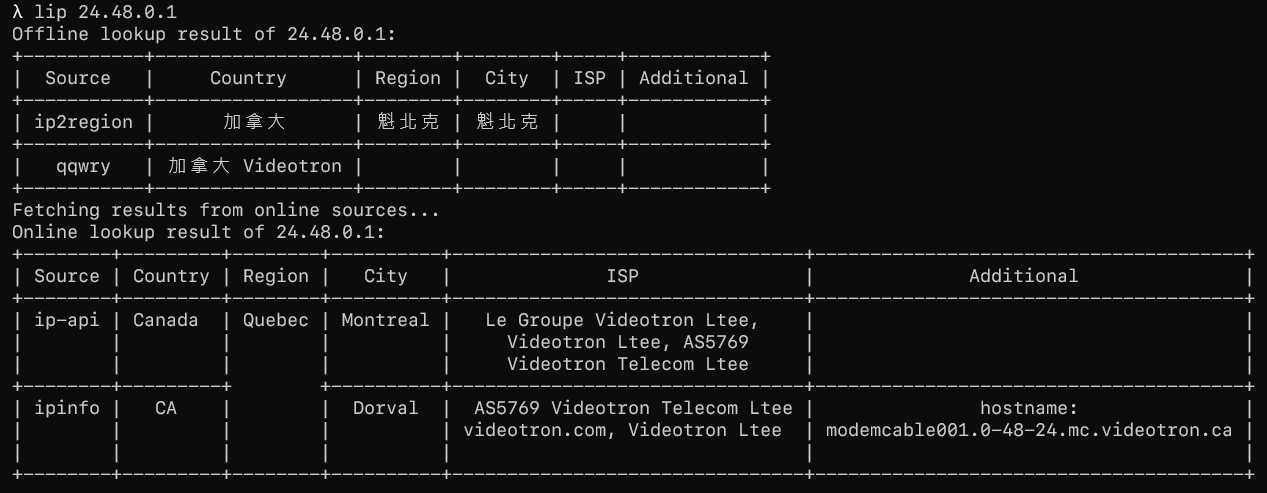 λ lip 24.48.0.1
Offline lookup result of 24.48.0.1:
Source | Country | Region | City | ISP | Additional
ip2region | 加拿大 | 魁北克 | 魁北克 | |
qqwry | 加拿大 Videotron | | | |
Fetching results from online sources...
Online lookup result of 24.48.0.1:
Source | Country | Region | City | ISP | Additional
ip-api | Canada | Quebec | Montreal | Le Groupe Videotron Ltee, |
Videotron Ltee, AS5769
Videotron Telecom Ltee
ipinfo | CA | | Dorval | AS5769 Videotron Telecom Ltee | hostname:
videotron.com, Videotron Ltee | modemcable001.0-48-24.mc.videotron.ca